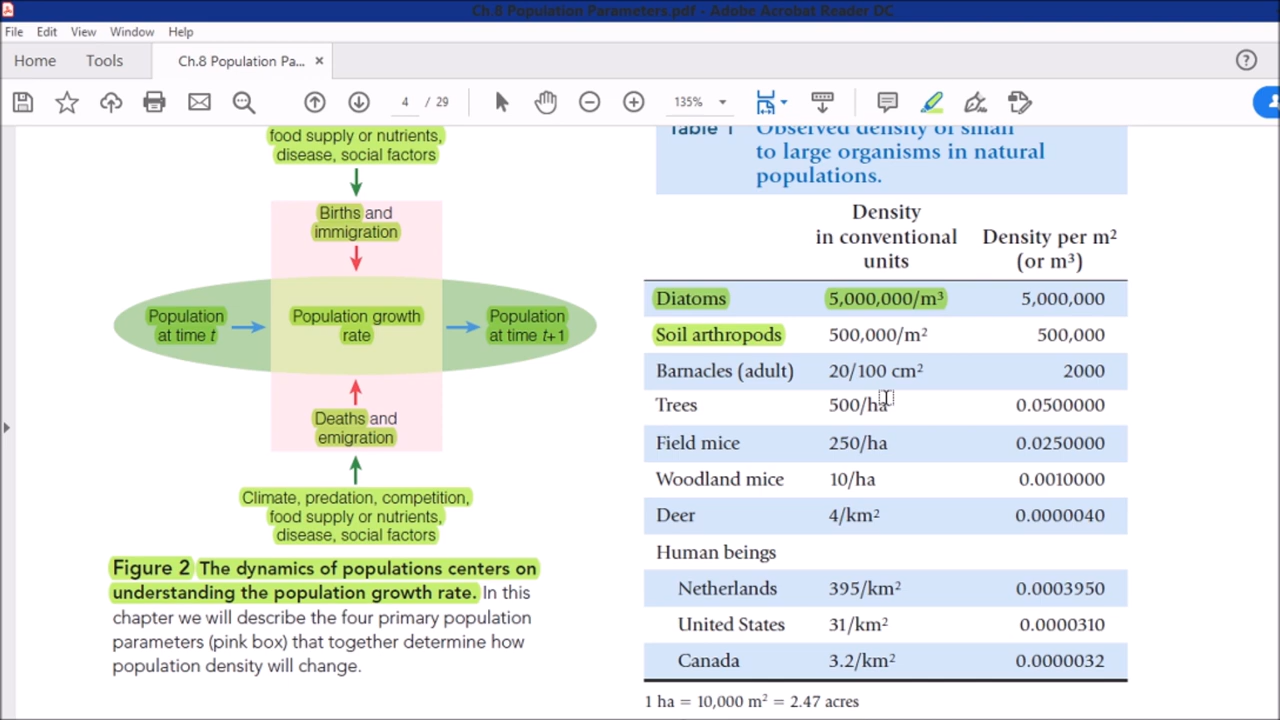 Ch.8 Population Parameters.pdf - Adobe Acrobat Reader DC
File Edit View Window Help
Home Tools Ch.8 Population Pa... × ?
4 / 29 135%
food supply or nutrients,
disease, social factors
Births and
immigration
Population
at time t
Population growth
rate
Population
at time t+1
Deaths and
emigration
Climate, predation, competition,
food supply or nutrients,
disease, social factors
Figure 2 The dynamics of populations centers on
understanding the population growth rate. In this
chapter we will describe the four primary population
parameters (pink box) that together determine how
population density will change.
Table 1 Observed density of small
to large organisms in natural
populations.
Density
in conventional
units
Density per m²
(or m³)
Diatoms 5,000,000/m³ 5,000,000
Soil arthropods 500,000/m² 500,000
Barnacles (adult) 20/100 cm² 2000
Trees 500/ha 0.0500000
Field mice 250/ha 0.0250000
Woodland mice 10/ha 0.0010000
Deer 4/km² 0.0000040
Human beings
Netherlands 395/km² 0.0003950
United States 31/km² 0.0000310
Canada 3.2/km² 0.0000032
1 ha = 10,000 m² = 2.47 acres